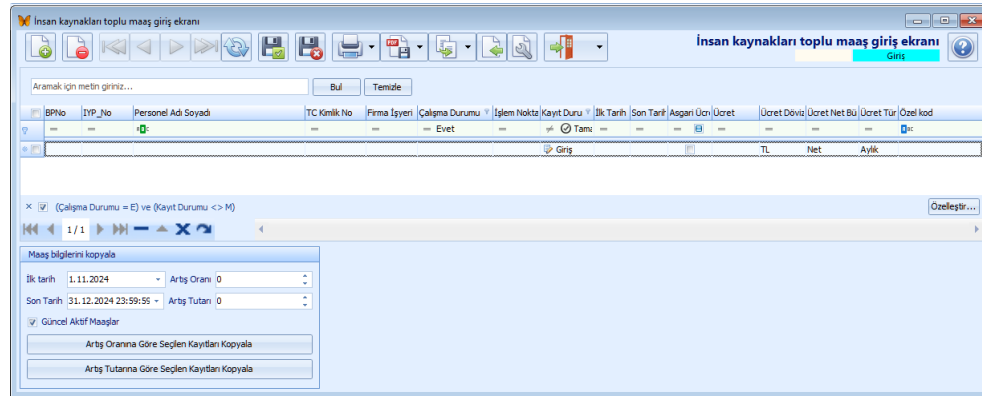 İnsan kaynakları toplu maaş giriş ekranı
İnsan kaynakları toplu maaş giriş ekranı
Giriş
Aramak için metin giriniz... Bul Temizle
BPNo IYP_No Personel Adı Soyadı TC Kimlik No Firma İşyeri Çalışma Durumu İşlem Nokta Kayıt Duru İlk Tarih Son Tarih Asgari Ücr Ücret Ücret Döviz Ücret Net Bü Ücret Tür Özel kod
= = = = = Evet = ≠ Tama = = = = = = =
Giriş TL Net Aylık
(Çalışma Durumu = E) ve (Kayıt Durumu <> M) Özelleştir...
1/1
Maaş bilgilerini kopyala
İlk tarih 1.11.2024 Artış Oranı 0
Son Tarih 31.12.2024 23:59:59 Artış Tutarı 0
Güncel Aktif Maaşlar
Artış Oranına Göre Seçilen Kayıtları Kopyala
Artış Tutarına Göre Seçilen Kayıtları Kopyala